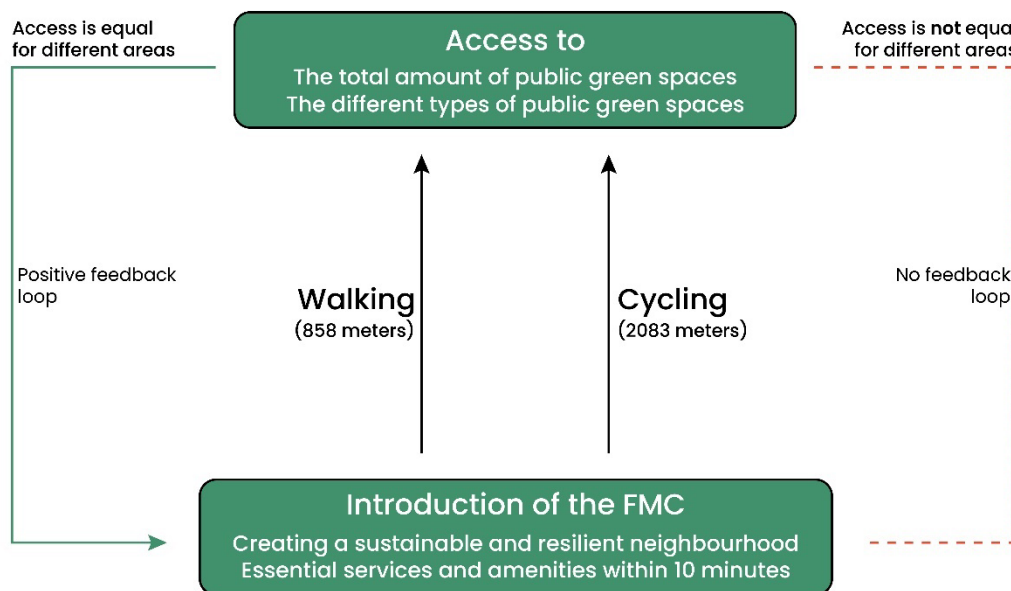 Access is equal
for different areas
Access to
The total amount of public green spaces
The different types of public green spaces
Access is not equal
for different areas
Positive feedback
loop
Walking
(858 meters)
Cycling
(2083 meters)
No feedback
loop
Introduction of the FMC
Creating a sustainable and resilient neighbourhood
Essential services and amenities within 10 minutes